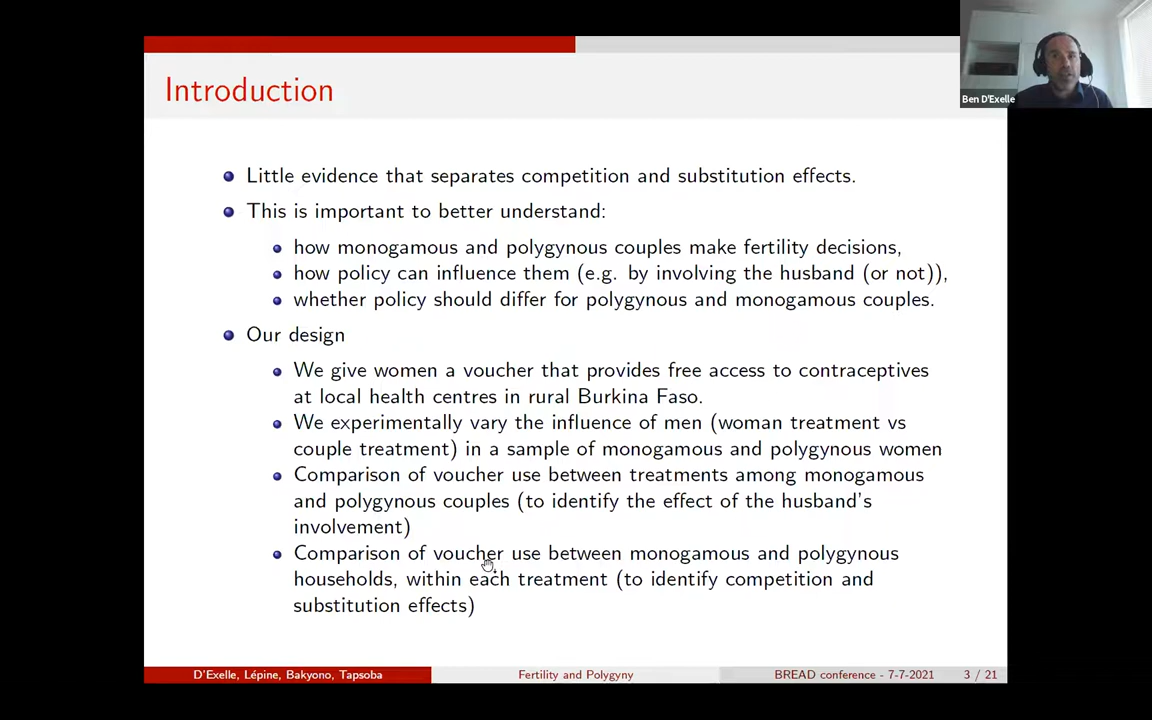 Introduction
Ben D'Exelle
Little evidence that separates competition and substitution effects.
This is important to better understand:
how monogamous and polygynous couples make fertility decisions,
how policy can influence them (e.g. by involving the husband (or not)),
whether policy should differ for polygynous and monogamous couples.
Our design
We give women a voucher that provides free access to contraceptives
at local health centres in rural Burkina Faso.
We experimentally vary the influence of men (woman treatment vs
couple treatment) in a sample of monogamous and polygynous women
Comparison of voucher use between treatments among monogamous
and polygynous couples (to identify the effect of the husband's
involvement)
Comparison of voucher use between monogamous and polygynous
households, within each treatment (to identify competition and
substitution effects)
D'Exelle, Lépine, Bakyono, Tapsoba
Fertility and Polygyny
BREAD conference - 7-7-2021 3 / 21